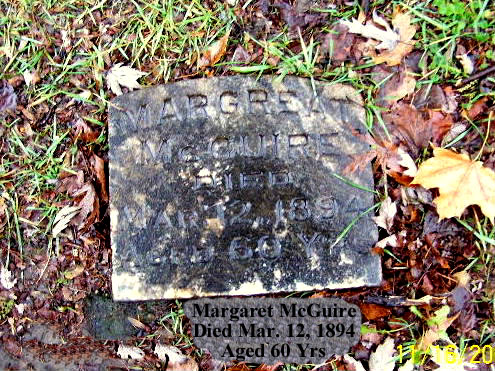 MARGREAT
McGUIRE
DIED
MAR 12, 1894
AGED 60 YRS
Margaret McGuire
Died Mar. 12, 1894
Aged 60 Yrs
11/16/20